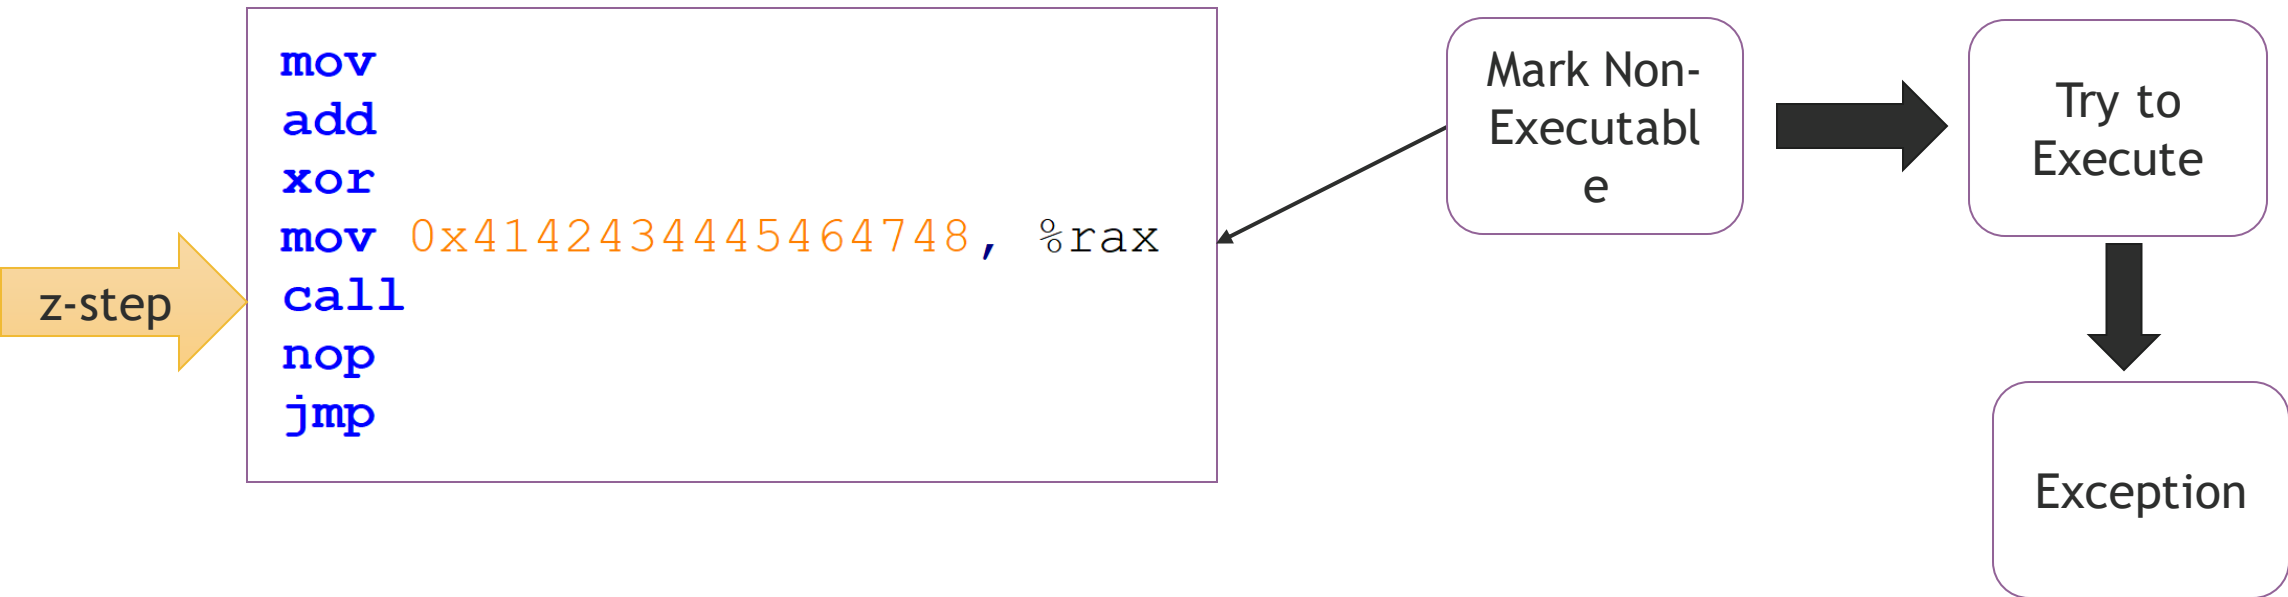 mov
add
xor
mov 0x4142434445464748, %rax
call
nop
jmp
z-step
Mark Non-
Executabl
e
Try to
Execute
Exception